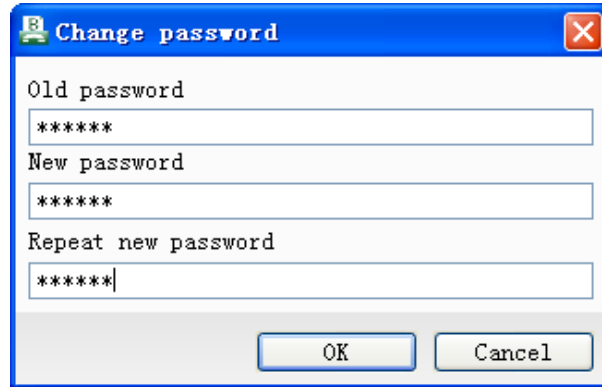 B
Change password
Old password
******
New password
******
Repeat new password
******
OK
Cancel